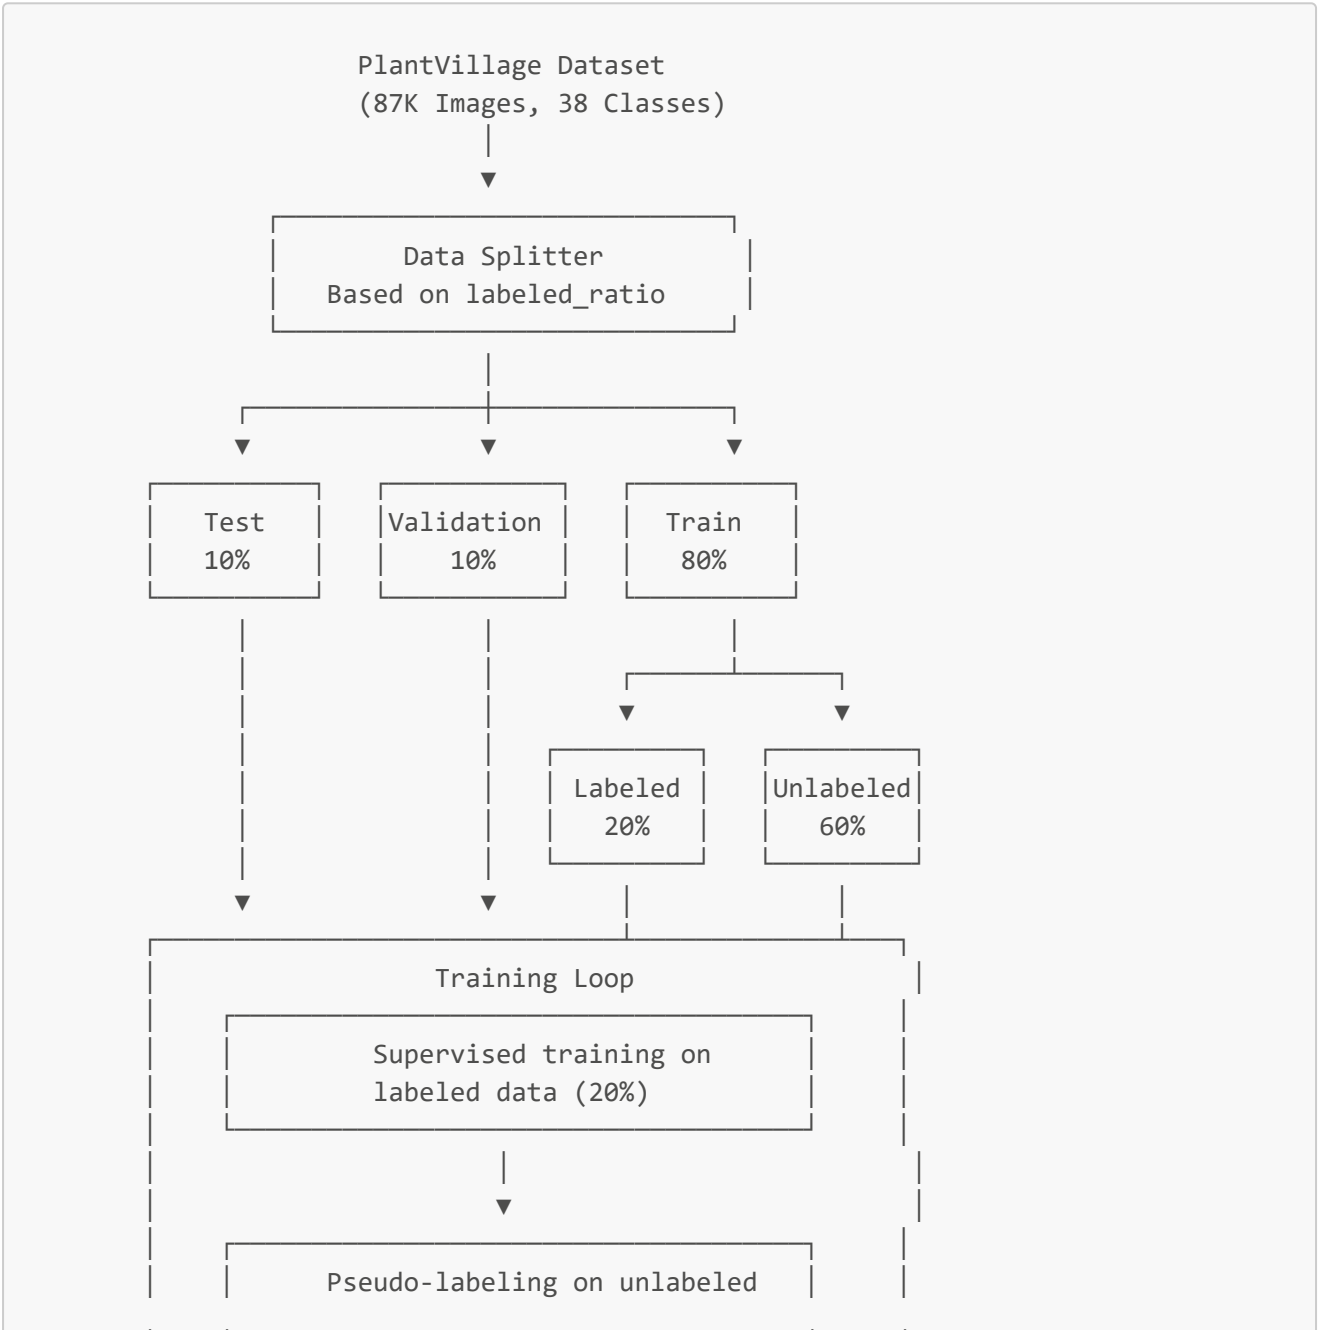 PlantVillage Dataset
(87K Images, 38 Classes)
Data Splitter
Based on labeled_ratio
Test Validation Train
10% 10% 80%
Labeled Unlabeled
20% 60%
Training Loop
Supervised training on
labeled data (20%)
Pseudo-labeling on unlabeled